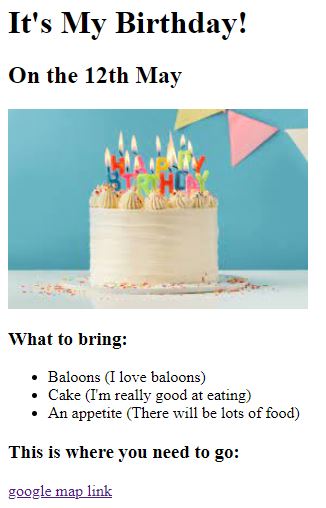 It's My Birthday!
On the 12th May
HAPPY
BIRTHDAY
What to bring:
Baloons (I love baloons)
Cake (I'm really good at eating)
An appetite (There will be lots of food)
This is where you need to go:
google map link